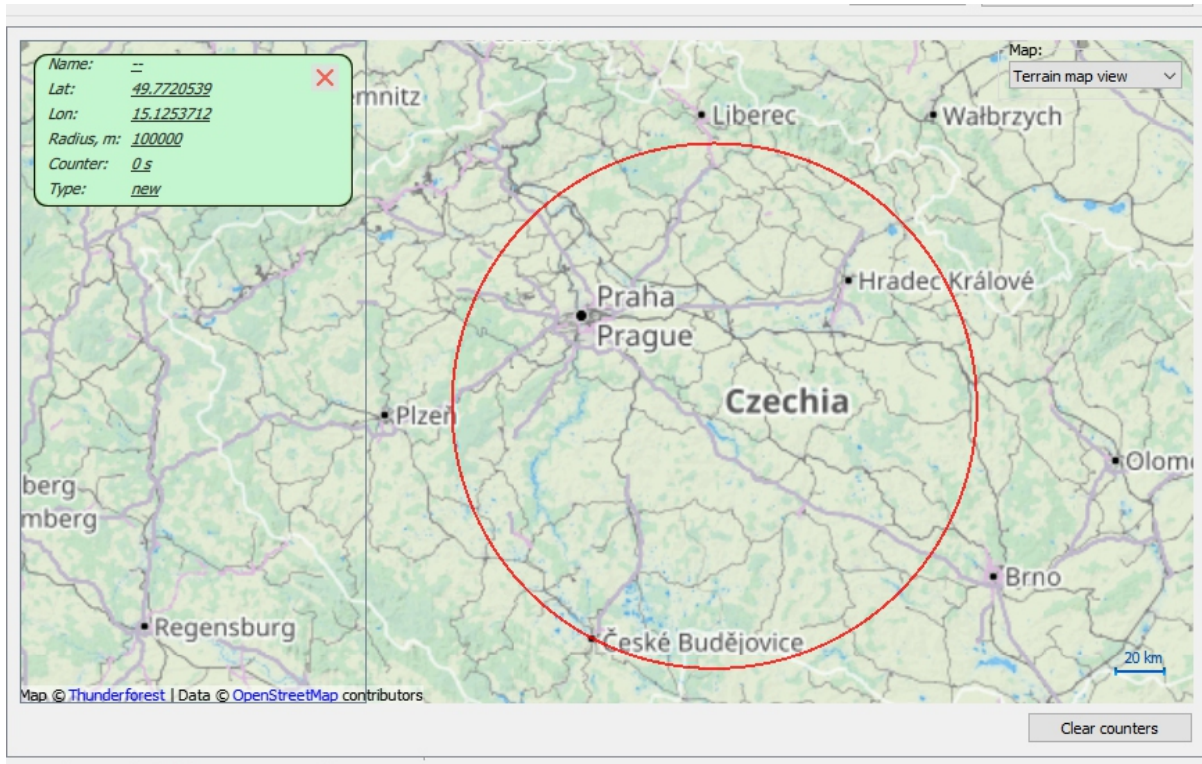 Name: --
Lat: 49.7720539
Lon: 15.1253712
Radius, m: 100000
Counter: 0 s
Type: new
Map:
Terrain map view
emnitz
Liberec
Wałbrzych
Hradec Králové
Praha
Prague
Czechia
Plzeň
Olom
berg
mberg
Brno
Regensburg
České Budějovice
20 km
Map © Thunderforest | Data © OpenStreetMap contributors
Clear counters